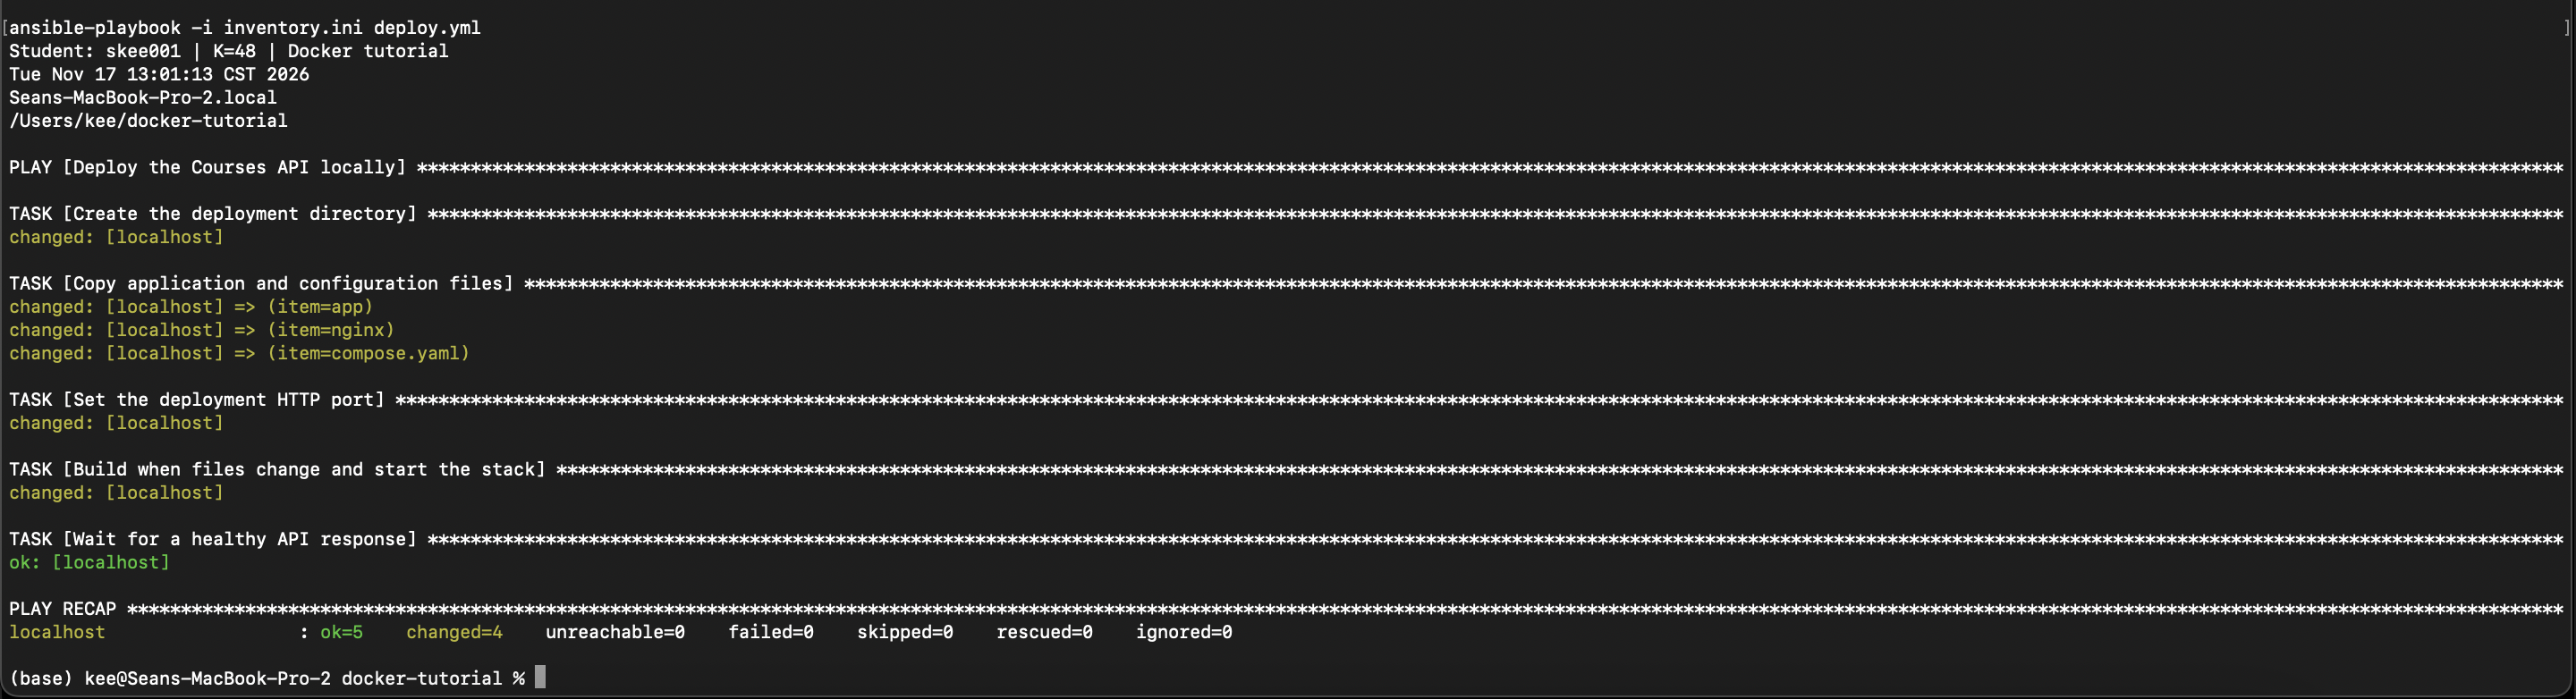 [ansible-playbook -i inventory.ini deploy.yml ]
Student: skee001 | K=48 | Docker tutorial
Tue Nov 17 13:01:13 CST 2026
Seans-MacBook-Pro-2.local
/Users/kee/docker-tutorial
PLAY [Deploy the Courses API locally] ********************************************************************************************************************************************************************************************************
TASK [Create the deployment directory] *******************************************************************************************************************************************************************************************************
changed: [localhost]
TASK [Copy application and configuration files] **********************************************************************************************************************************************************************************************
changed: [localhost] => (item=app)
changed: [localhost] => (item=nginx)
changed: [localhost] => (item=compose.yaml)
TASK [Set the deployment HTTP port] **********************************************************************************************************************************************************************************************************
changed: [localhost]
TASK [Build when files change and start the stack] *******************************************************************************************************************************************************************************************
changed: [localhost]
TASK [Wait for a healthy API response] *******************************************************************************************************************************************************************************************************
ok: [localhost]
PLAY RECAP ***********************************************************************************************************************************************************************************************************************************
localhost                  : ok=5    changed=4    unreachable=0    failed=0    skipped=0    rescued=0    ignored=0
(base) kee@Seans-MacBook-Pro-2 docker-tutorial %